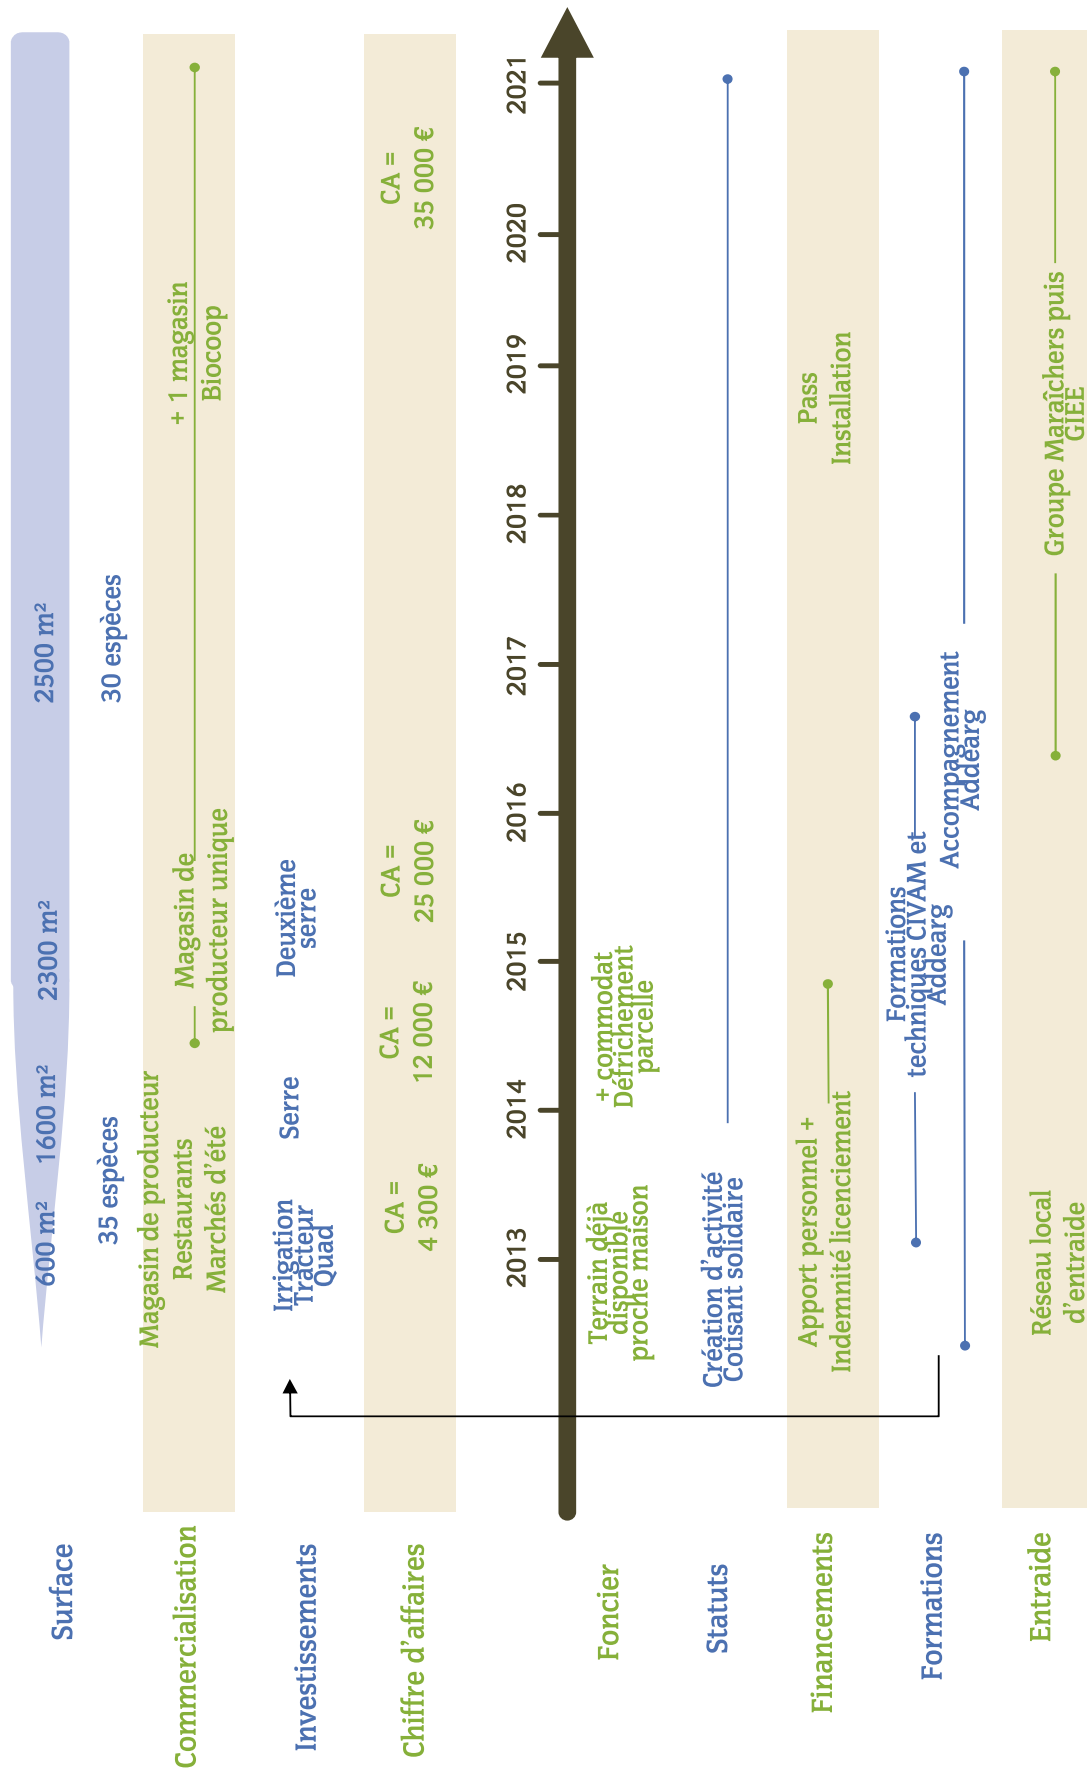 Surface
600 m²
1600 m²
2300 m²
2500 m²
35 espèces
30 espèces
Commercialisation
Magasin de producteur
Restaurants
Marchés d’été
Magasin de
producteur unique
+ 1 magasin
Biocoop
Investissements
Irrigation
Tracteur
Quad
Serre
Deuxième
serre
Chiffre d’affaires
CA =
4 300 €
CA =
12 000 €
CA =
25 000 €
CA =
35 000 €
2013
2014
2015
2016
2017
2018
2019
2020
2021
Foncier
Terrain déjà
disponible
proche maison
+ commodat
Défrichement
parcelle
Statuts
Création d’activité
Cotisant solidaire
Financements
Apport personnel +
Indemnité licenciement
Pass
Installation
Formations
Formations
techniques CIVAM et
Addearg
Accompagnement
Addearg
Entraide
Réseau local
d’entraide
Groupe Maraîchers puis
GIEE